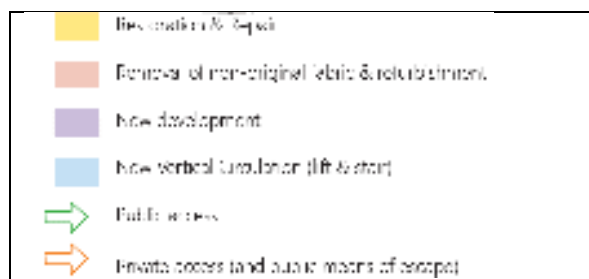 Restoration & Repair
Removal of non-original fabric & refurbishment
New development
New Vertical Circulation (lift & stair)
Public access
Private access (and public means of escape)